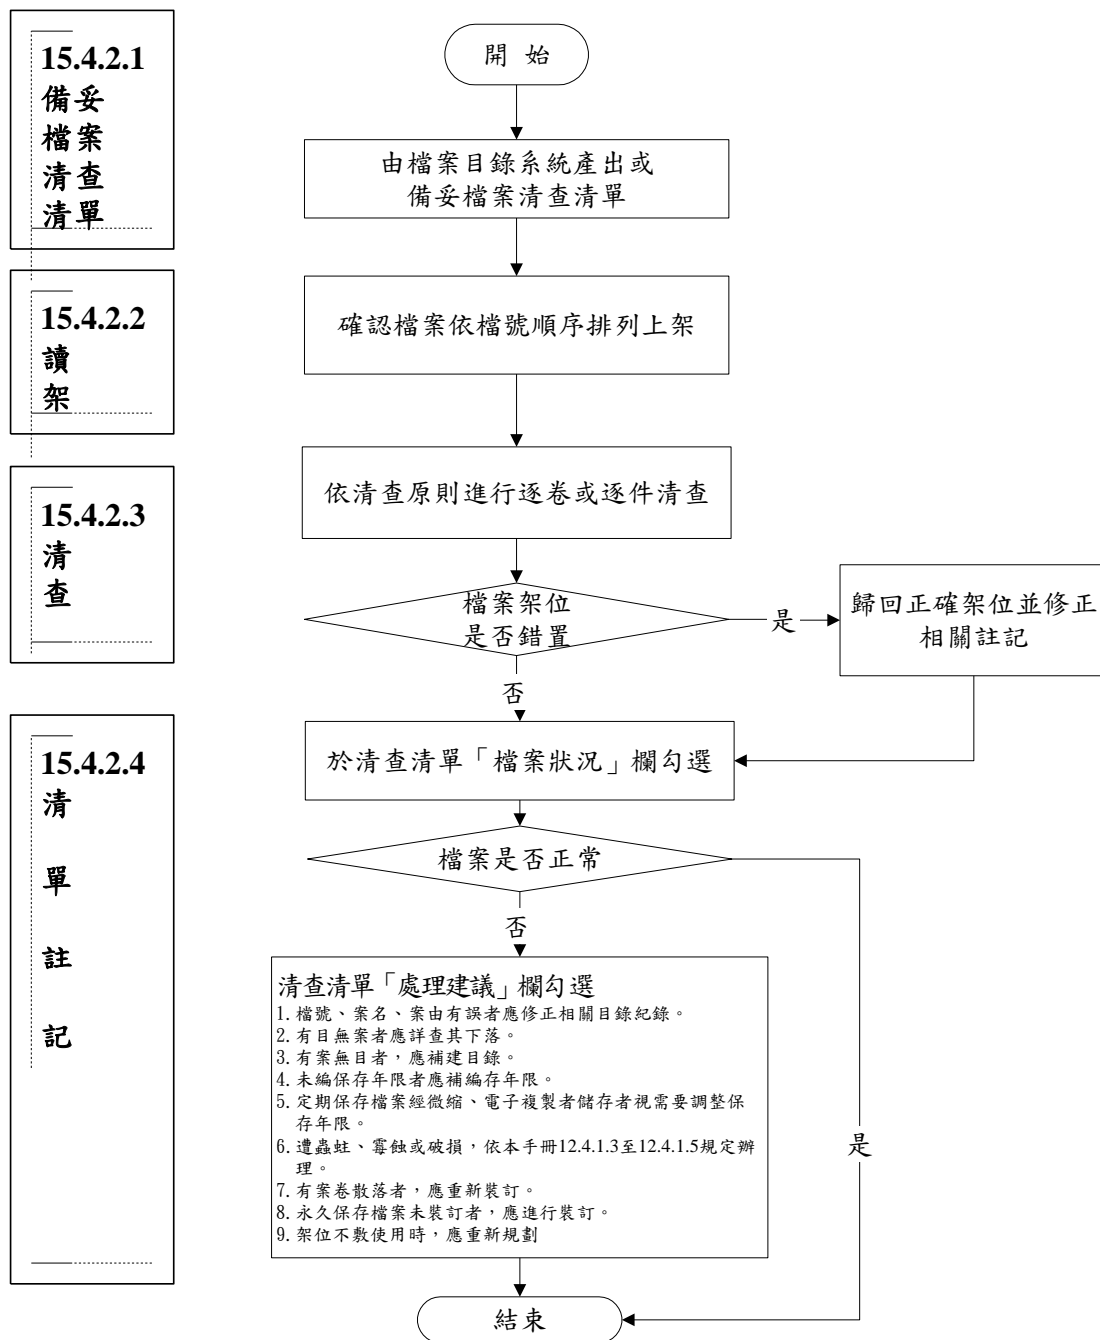 15.4.2.1
備妥
檔案
清查
清單
15.4.2.2
讀
架
15.4.2.3
清
查
15.4.2.4
清
單
註
記
開 始
由檔案目錄系統產出或
備妥檔案清查清單
確認檔案依檔號順序排列上架
依清查原則進行逐卷或逐件清查
檔案架位
是否錯置
是
歸回正確架位並修正
相關註記
否
於清查清單「檔案狀況」欄勾選
檔案是否正常
否
是
清查清單「處理建議」欄勾選
1. 檔號、案名、案由有誤者應修正相關目錄紀錄。
2. 有目無案者應詳查其下落。
3. 有案無目者，應補建目錄。
4. 未編保存年限者應補編存年限。
5. 定期保存檔案經微縮、電子複製者儲存者視需要調整保
存年限。
6. 遭蟲蛀、霉蝕或破損，依本手冊12.4.1.3至12.4.1.5規定辦
理。
7. 有案卷散落者，應重新裝訂。
8. 永久保存檔案未裝訂者，應進行裝訂。
9. 架位不敷使用時，應重新規劃
結束